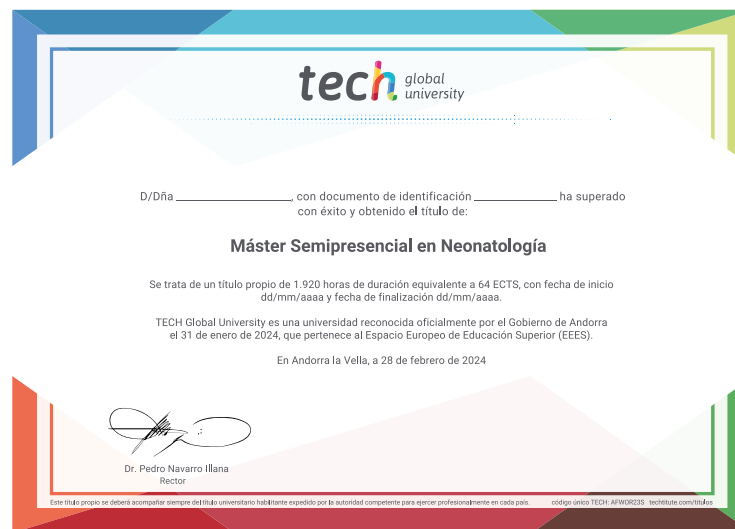 tech global university
D/Dña ____________________, con documento de identificación ______________ ha superado
con éxito y obtenido el título de:
Máster Semipresencial en Neonatología
Se trata de un título propio de 1.920 horas de duración equivalente a 64 ECTS, con fecha de inicio
dd/mm/aaaa y fecha de finalización dd/mm/aaaa.
TECH Global University es una universidad reconocida oficialmente por el Gobierno de Andorra
el 31 de enero de 2024, que pertenece al Espacio Europeo de Educación Superior (EEES).
En Andorra la Vella, a 28 de febrero de 2024
Dr. Pedro Navarro Illana
Rector
Este título propio se deberá acompañar siempre del título universitario habilitante expedido por la autoridad competente para ejercer profesionalmente en cada país. código único TECH: AFWOR23S techtitute.com/titulos